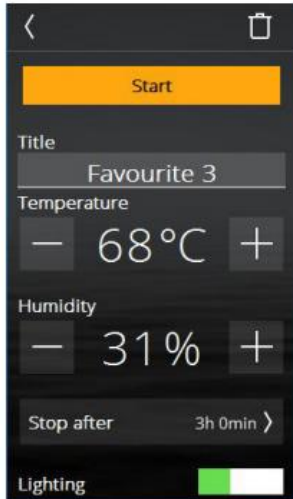 Start
Title
Favourite 3
Temperature
— 68°C +
Humidity
— 31% +
Stop after 3h 0min >
Lighting